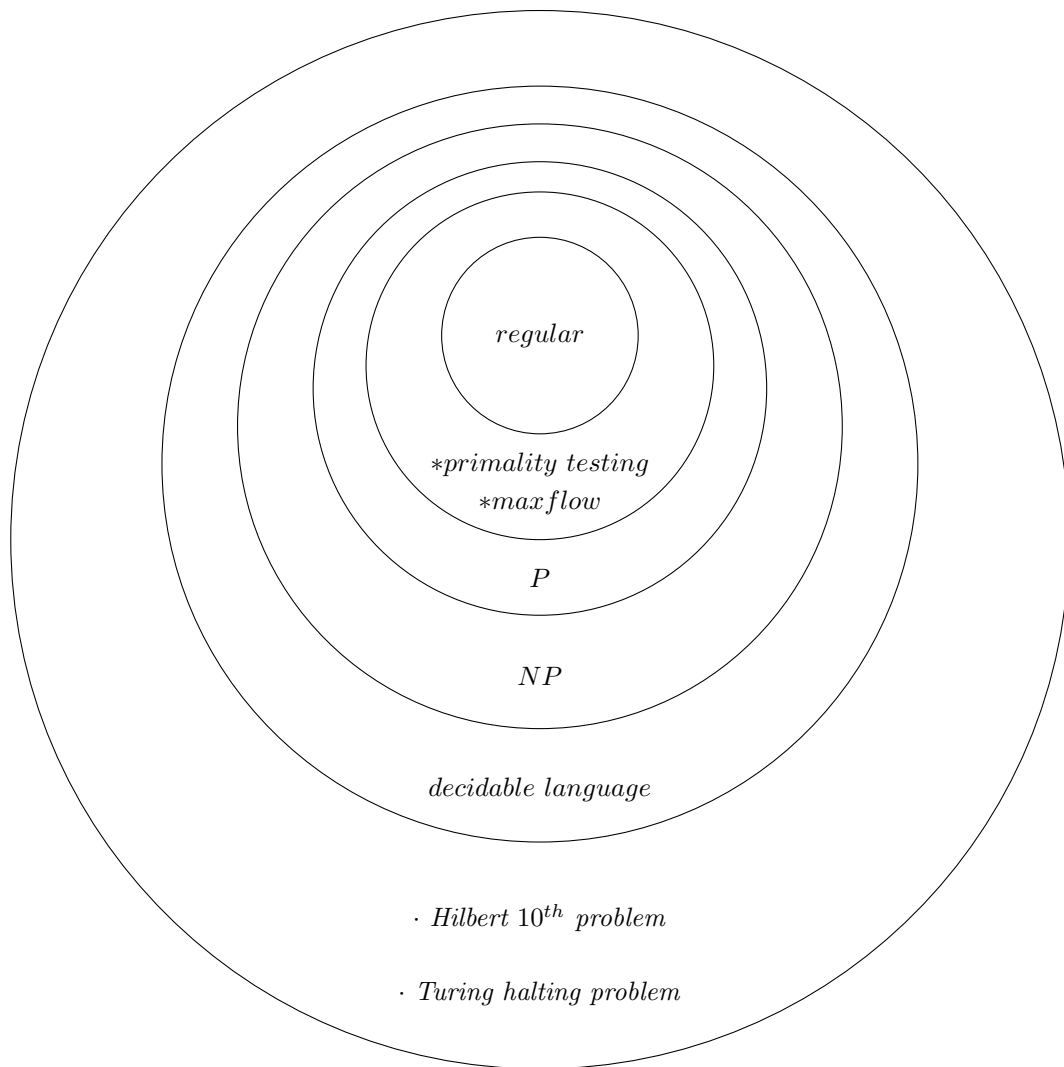 regular
*primality testing
*maxflow
P
NP
decidable language
· Hilbert 10th problem
· Turing halting problem